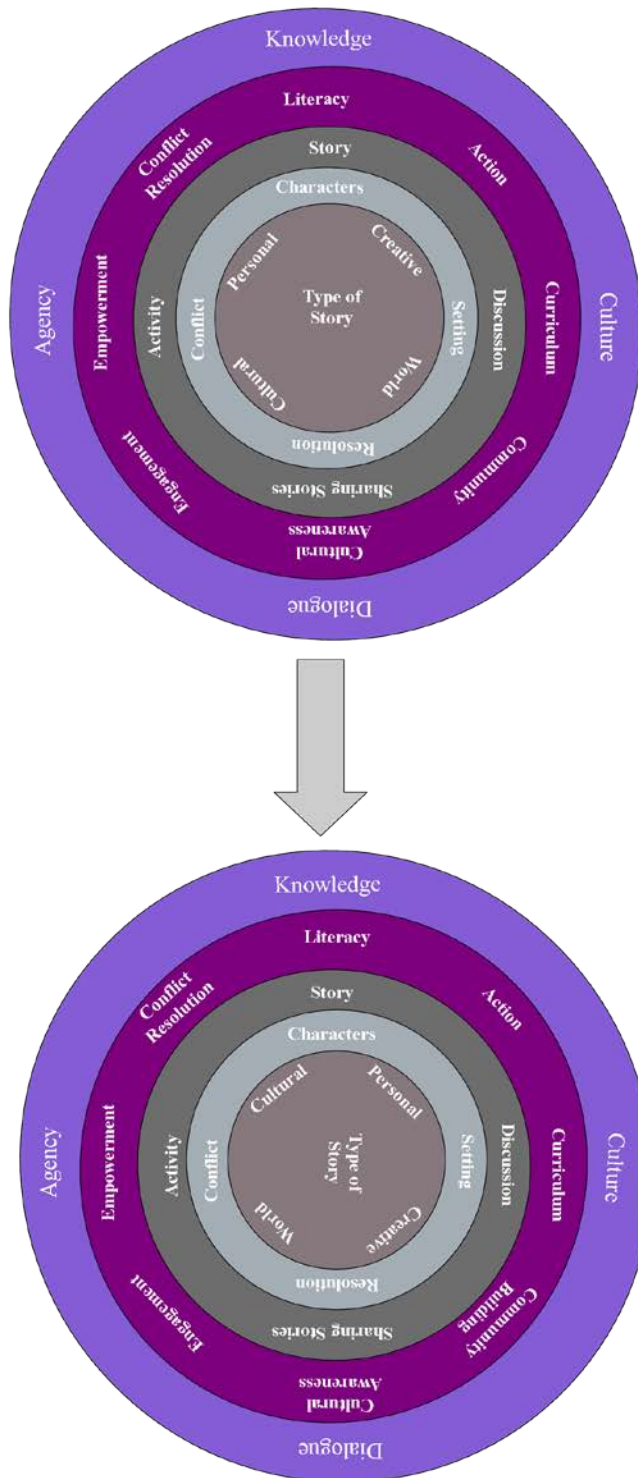 Knowledge
Literacy
Conflict
Resolution
Action
Story
Characters
Personal
Creative
Type of
Story
Agency
Empowerment
Activity
Conflict
Setting
Discussion
Curriculum
Culture
Cultural
World
Resolution
Sharing Stories
Engagement
Community
Cultural
Awareness
Dialogue
Knowledge
Literacy
Conflict
Resolution
Action
Story
Characters
Cultural
Personal
Type of
Story
Agency
Empowerment
Activity
Conflict
Setting
Discussion
Curriculum
Culture
World
Creative
Resolution
Sharing Stories
Engagement
Community
Building
Cultural
Awareness
Dialogue